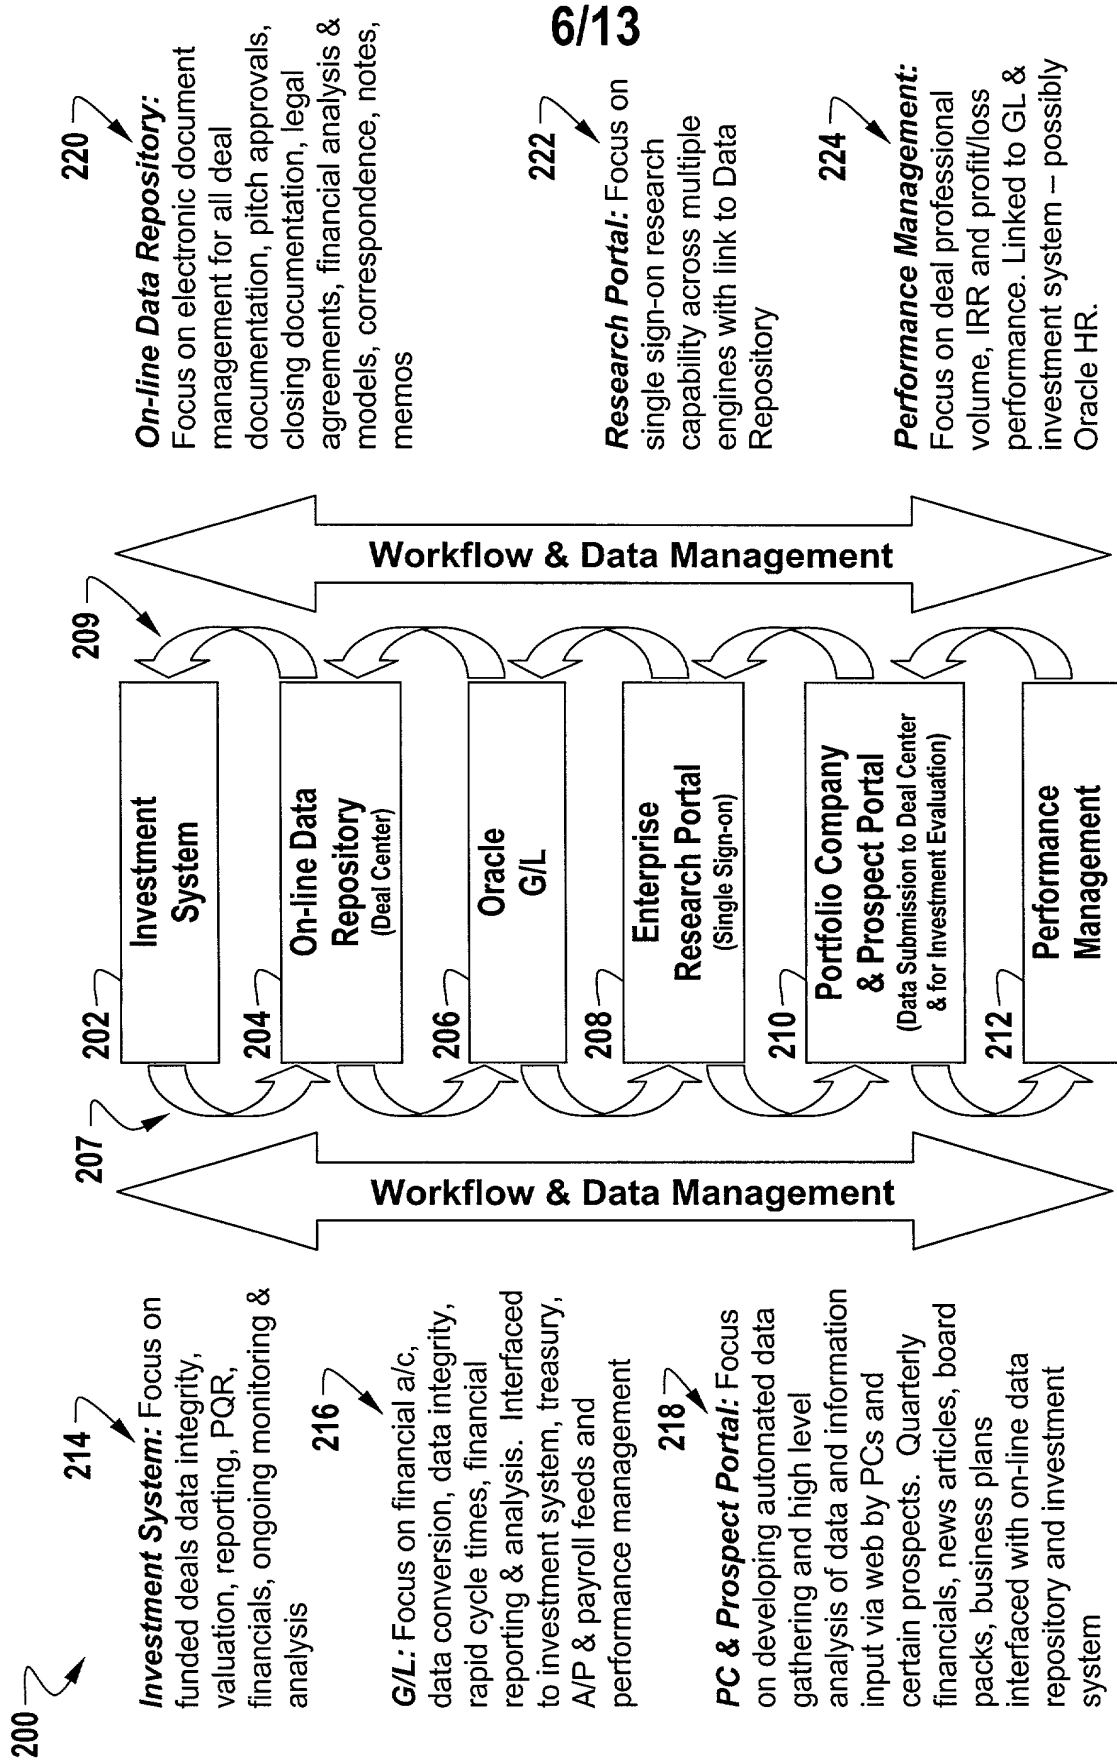 6/13
200
214
Investment System: Focus on
funded deals data integrity,
valuation, reporting, PQR,
financials, ongoing monitoring &
analysis
216
G/L: Focus on financial a/c,
data conversion, data integrity,
rapid cycle times, financial
reporting & analysis. Interfaced
to investment system, treasury,
A/P & payroll feeds and
performance management
218
PC & Prospect Portal: Focus
on developing automated data
gathering and high level
analysis of data and information
input via web by PCs and
certain prospects. Quarterly
financials, news articles, board
packs, business plans
interfaced with on-line data
repository and investment
system
Workflow & Data Management
207
202
Investment
System
204
On-line Data
Repository
(Deal Center)
206
Oracle
G/L
208
Enterprise
Research Portal
(Single Sign-on)
210
Portfolio Company
& Prospect Portal
(Data Submission to Deal Center
& for Investment Evaluation)
212
Performance
Management
209
Workflow & Data Management
220
On-line Data Repository:
Focus on electronic document
management for all deal
documentation, pitch approvals,
closing documentation, legal
agreements, financial analysis &
models, correspondence, notes,
memos
222
Research Portal: Focus on
single sign-on research
capability across multiple
engines with link to Data
Repository
224
Performance Management:
Focus on deal professional
volume, IRR and profit/loss
performance. Linked to GL &
investment system – possibly
Oracle HR.